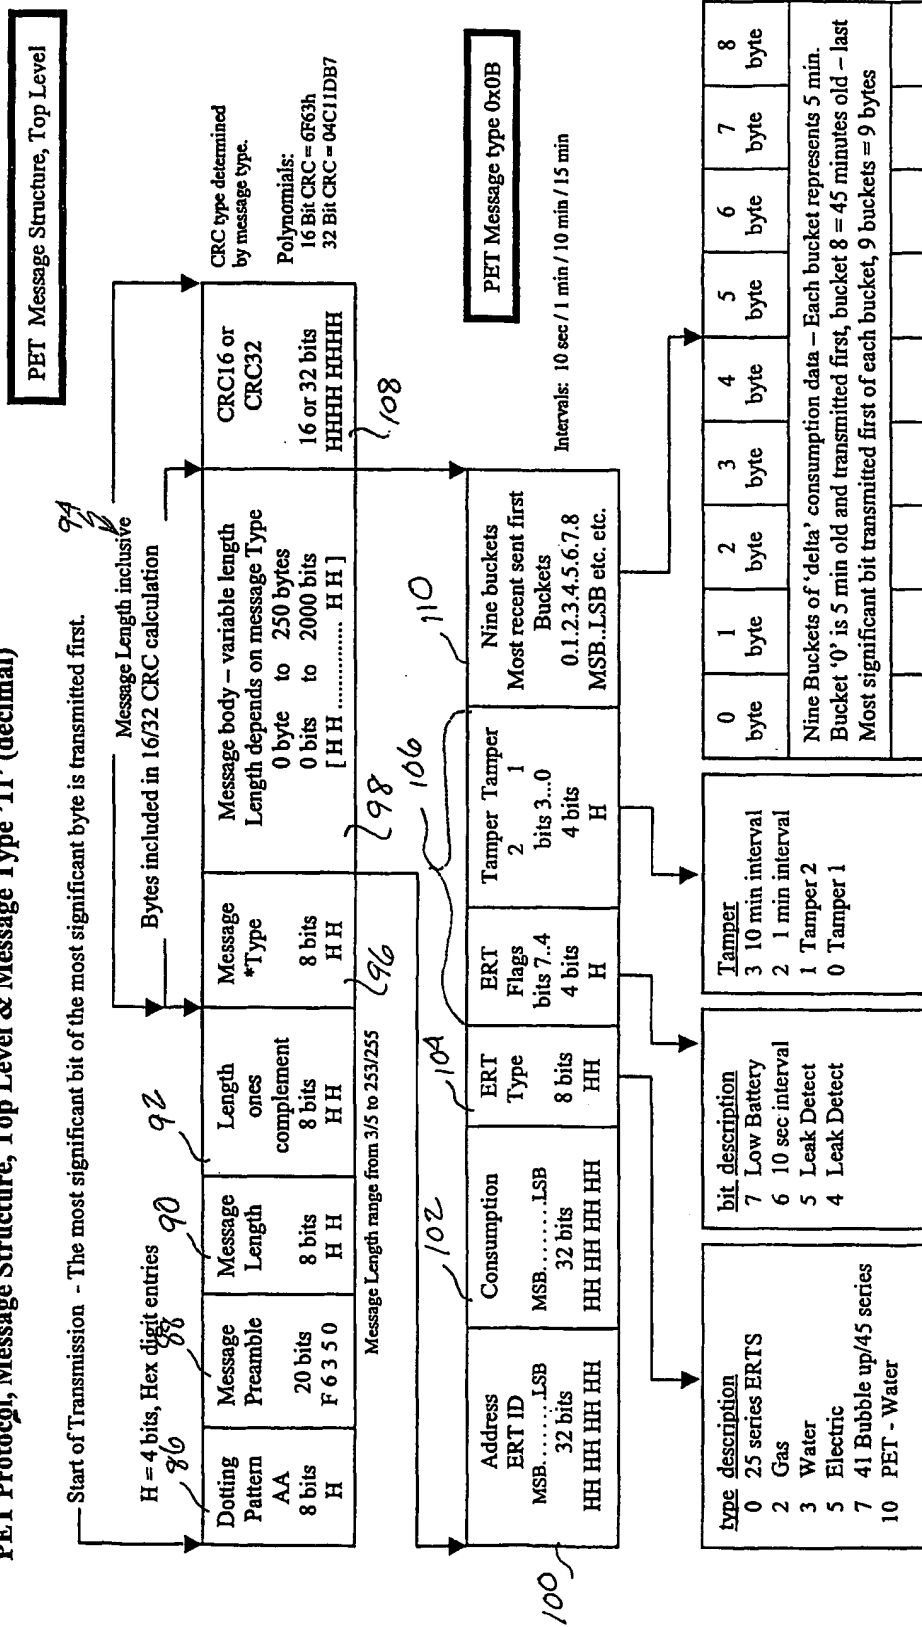 PET Protocol, Message Structure, Top Level & Message Type '11' (decimal)
PET Message Structure, Top Level
Start of Transmission - The most significant bit of the most significant byte is transmitted first.
94
Message Length inclusive
Bytes included in 16/32 CRC calculation
H = 4 bits, Hex digit entries
86
88
90
92
Dotting
Pattern
AA
8 bits
H
Message
Preamble
20 bits
F 6 3 5 0
Message
Length
8 bits
H H
Length
ones
complement
8 bits
H H
Message
*Type
8 bits
H H
Message body – variable length
Length depends on message Type
0 byte to 250 bytes
0 bits to 2000 bits
[ H H .............. H H ]
CRC16 or
CRC32
16 or 32 bits
HHHH HHHH
CRC type determined
by message type.
Polynomials:
16 Bit CRC = 6F63h
32 Bit CRC = 04C11DB7
Message Length range from 3/5 to 253/255
96
98
108
PET Message type 0x0B
Intervals: 10 sec / 1 min / 10 min / 15 min
100
102
104
106
110
Address
ERT ID
MSB........LSB
32 bits
HH HH HH HH
Consumption
MSB........LSB
32 bits
HH HH HH HH HH
ERT
Type
8 bits
HH
ERT
Flags
bits 7..4
4 bits
H
Tamper Tamper
2 1
bits 3...0
4 bits
H
Nine buckets
Most recent sent first
Buckets
0.1.2.3.4.5.6.7.8
MSB..LSB etc. etc.
type description
0 25 series ERTS
2 Gas
3 Water
5 Electric
7 41 Bubble up/45 series
10 PET - Water
bit description
7 Low Battery
6 10 sec interval
5 Leak Detect
4 Leak Detect
Tamper
3 10 min interval
2 1 min interval
1 Tamper 2
0 Tamper 1
0 1 2 3 4 5 6 7 8
byte byte byte byte byte byte byte byte byte
Nine Buckets of 'delta' consumption data – Each bucket represents 5 min.
Bucket '0' is 5 min old and transmitted first, bucket 8 = 45 minutes old – last
Most significant bit transmitted first of each bucket, 9 buckets = 9 bytes